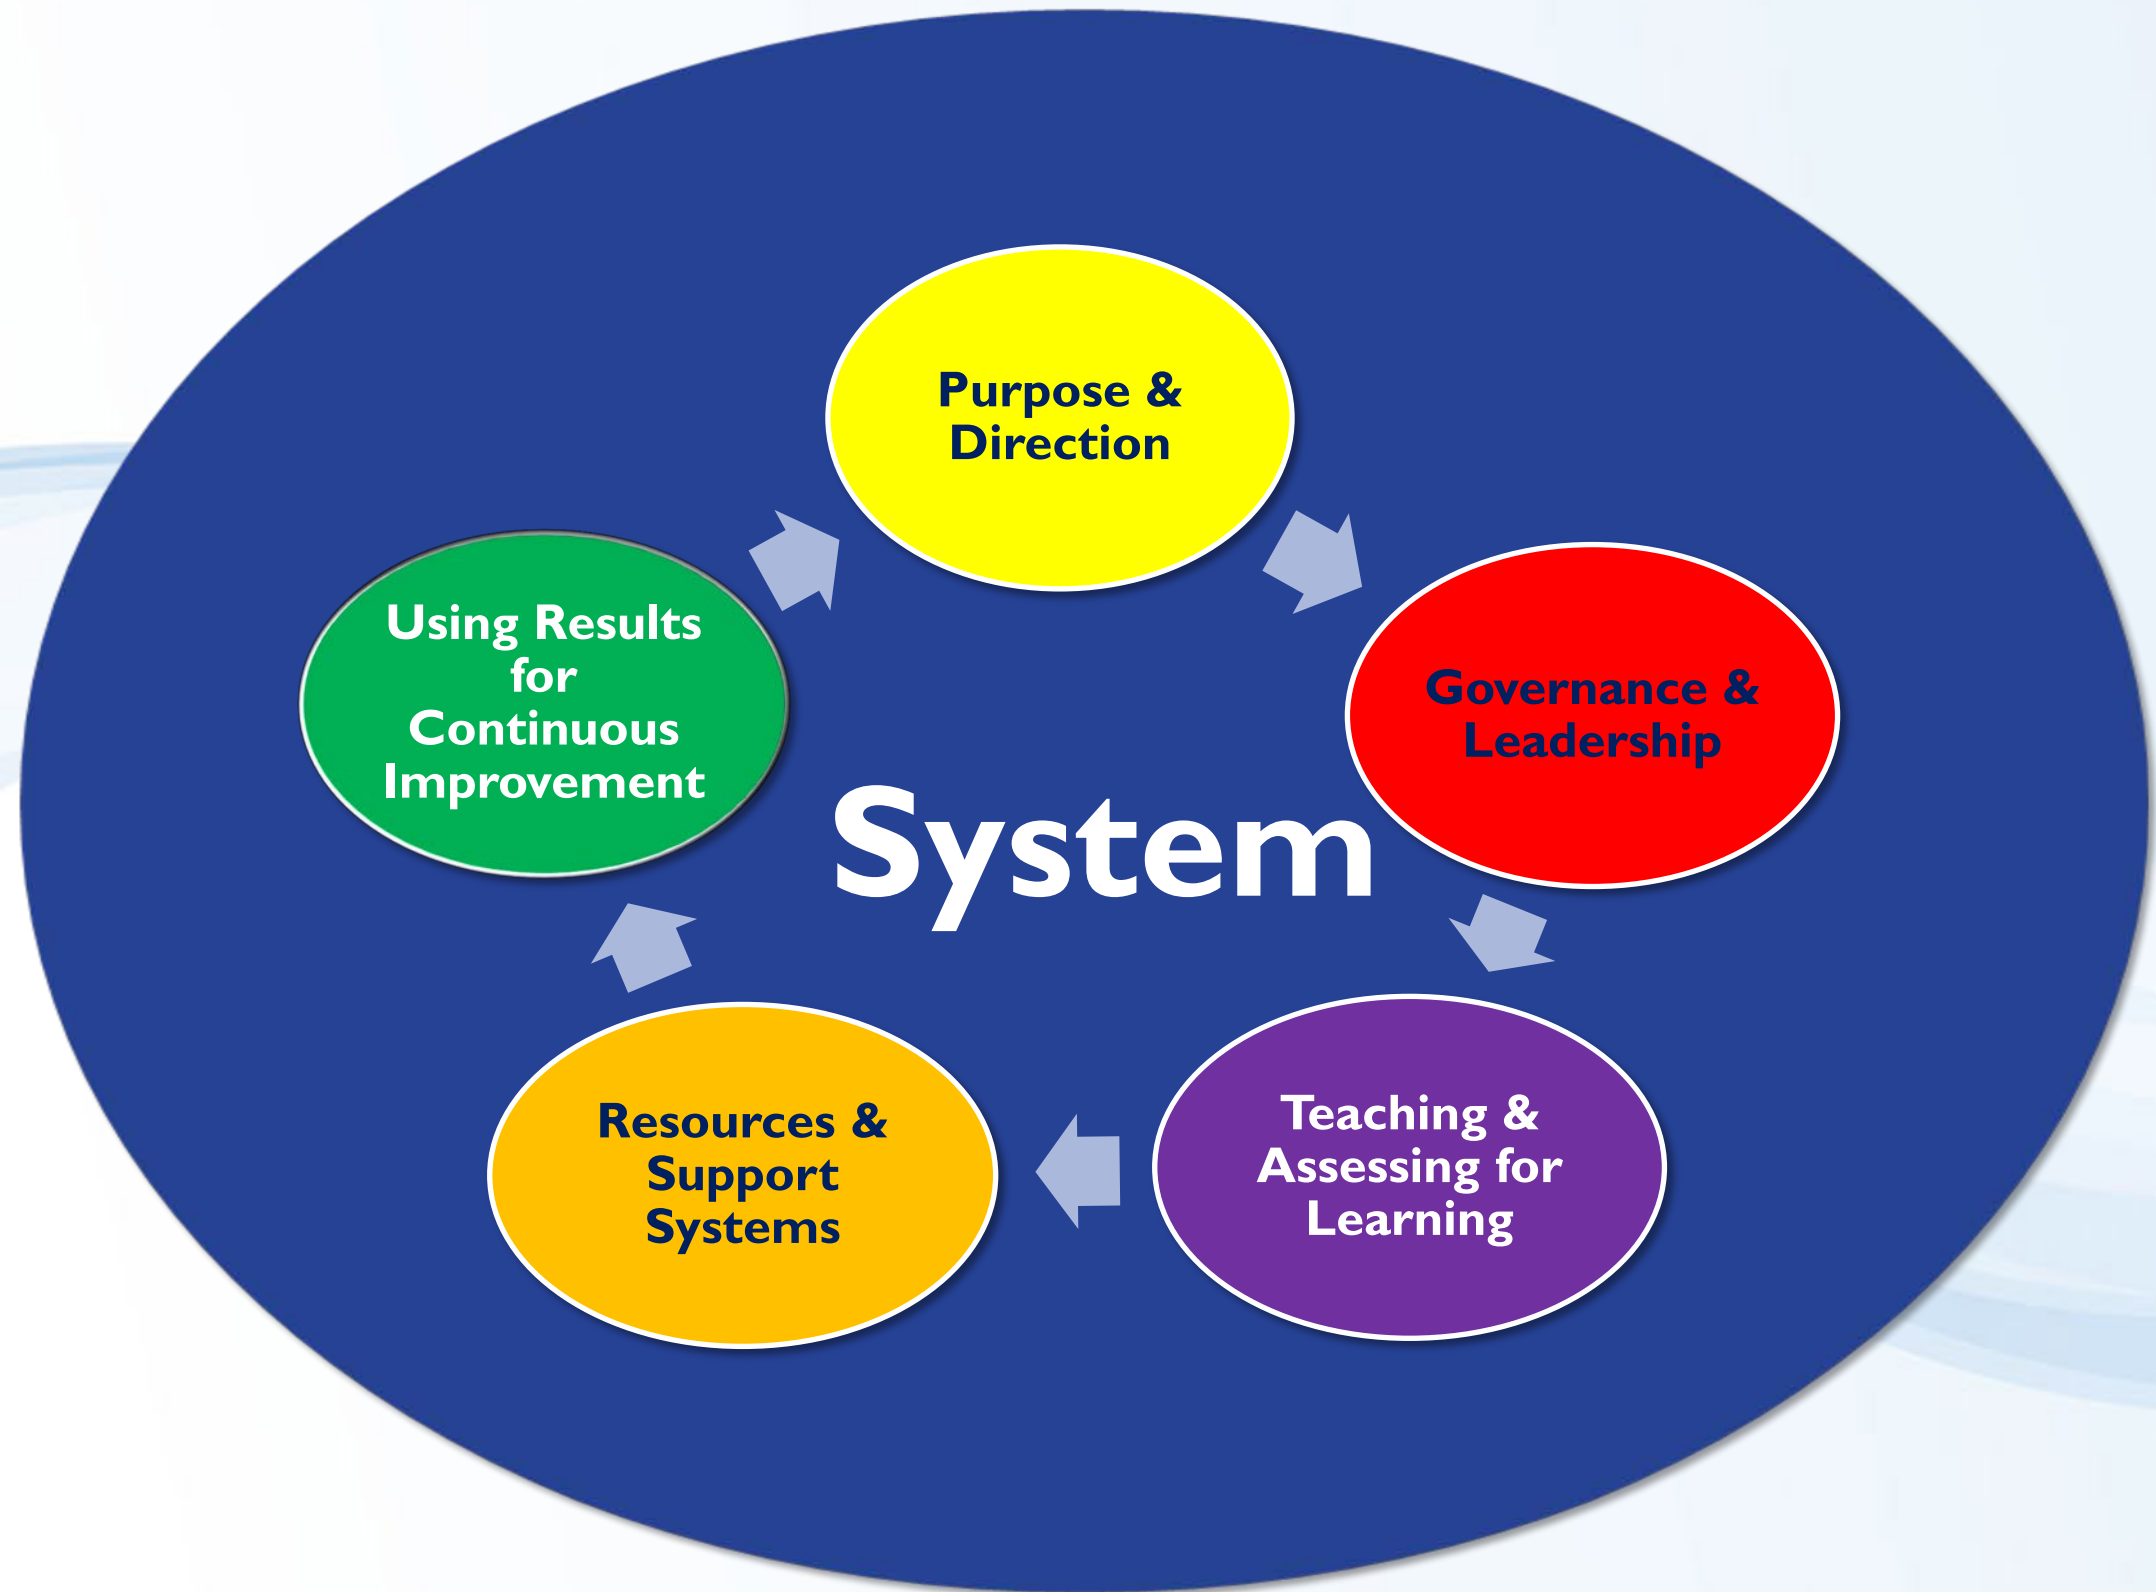 Purpose &
Direction
Governance &
Leadership
Teaching &
Assessing for
Learning
Resources &
Support
Systems
Using Results
for
Continuous
Improvement
System